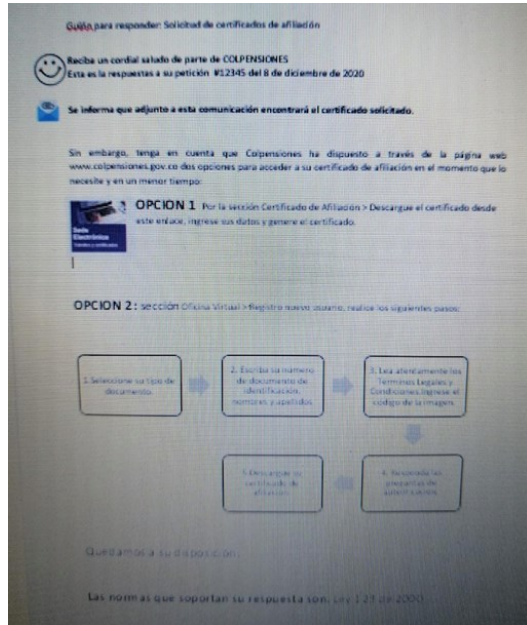 Guión para responder: Solicitud de certificados de afiliación
Reciba un cordial saludo de parte de COLPENSIONES
Esta es la respuestas a su petición #12345 del 8 de diciembre de 2020
Se informa que adjunto a esta comunicación encontrará el certificado solicitado.
Sin embargo, tenga en cuenta que Colpensiones ha dispuesto a través de la página web
www.colpensiones.gov.co dos opciones para acceder a su certificado de afiliación en el momento que lo
necesite y en un menor tiempo:
OPCION 1 Por la sección Certificado de Afiliación > Descargue el certificado desde
este enlace, ingrese sus datos y genere el certificado.
Sede
Electrónica
OPCION 2: sección Oficina Virtual > Registro nuevo usuario, realice los siguientes pasos:
1. Seleccione su tipo de
documento.
2. Escriba su número
de documento de
identificación,
nombres y apellidos
3. Lea atentamente los
Terminos Legales y
Condiciones ingrese el
código de la imagen.
4. Responda las
preguntas de
5. Descargue su
certificado de
afiliación
Quedamos a su disposición.
Las normas que soportan su respuesta son: Ley 123 de 2000